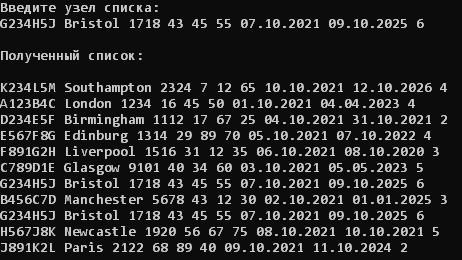 Введите узел списка:
G234H5J Bristol 1718 43 45 55 07.10.2021 09.10.2025 6
Полученный список:
K234L5M Southampton 2324 7 12 65 10.10.2021 12.10.2026 4
A123B4C London 1234 16 45 50 01.10.2021 04.04.2023 4
D234E5F Birmingham 1112 17 67 25 04.10.2021 31.10.2021 2
E567F8G Edinburg 1314 29 89 70 05.10.2021 07.10.2022 4
F891G2H Liverpool 1516 31 12 35 06.10.2021 08.10.2020 3
C789D1E Glasgow 9101 40 34 60 03.10.2021 05.05.2023 5
G234H5J Bristol 1718 43 45 55 07.10.2021 09.10.2025 6
B456C7D Manchester 5678 43 12 30 02.10.2021 01.01.2025 3
G234H5J Bristol 1718 43 45 55 07.10.2021 09.10.2025 6
H567J8K Newcastle 1920 56 67 75 08.10.2021 10.10.2021 5
J891K2L Paris 2122 68 89 40 09.10.2021 11.10.2024 2